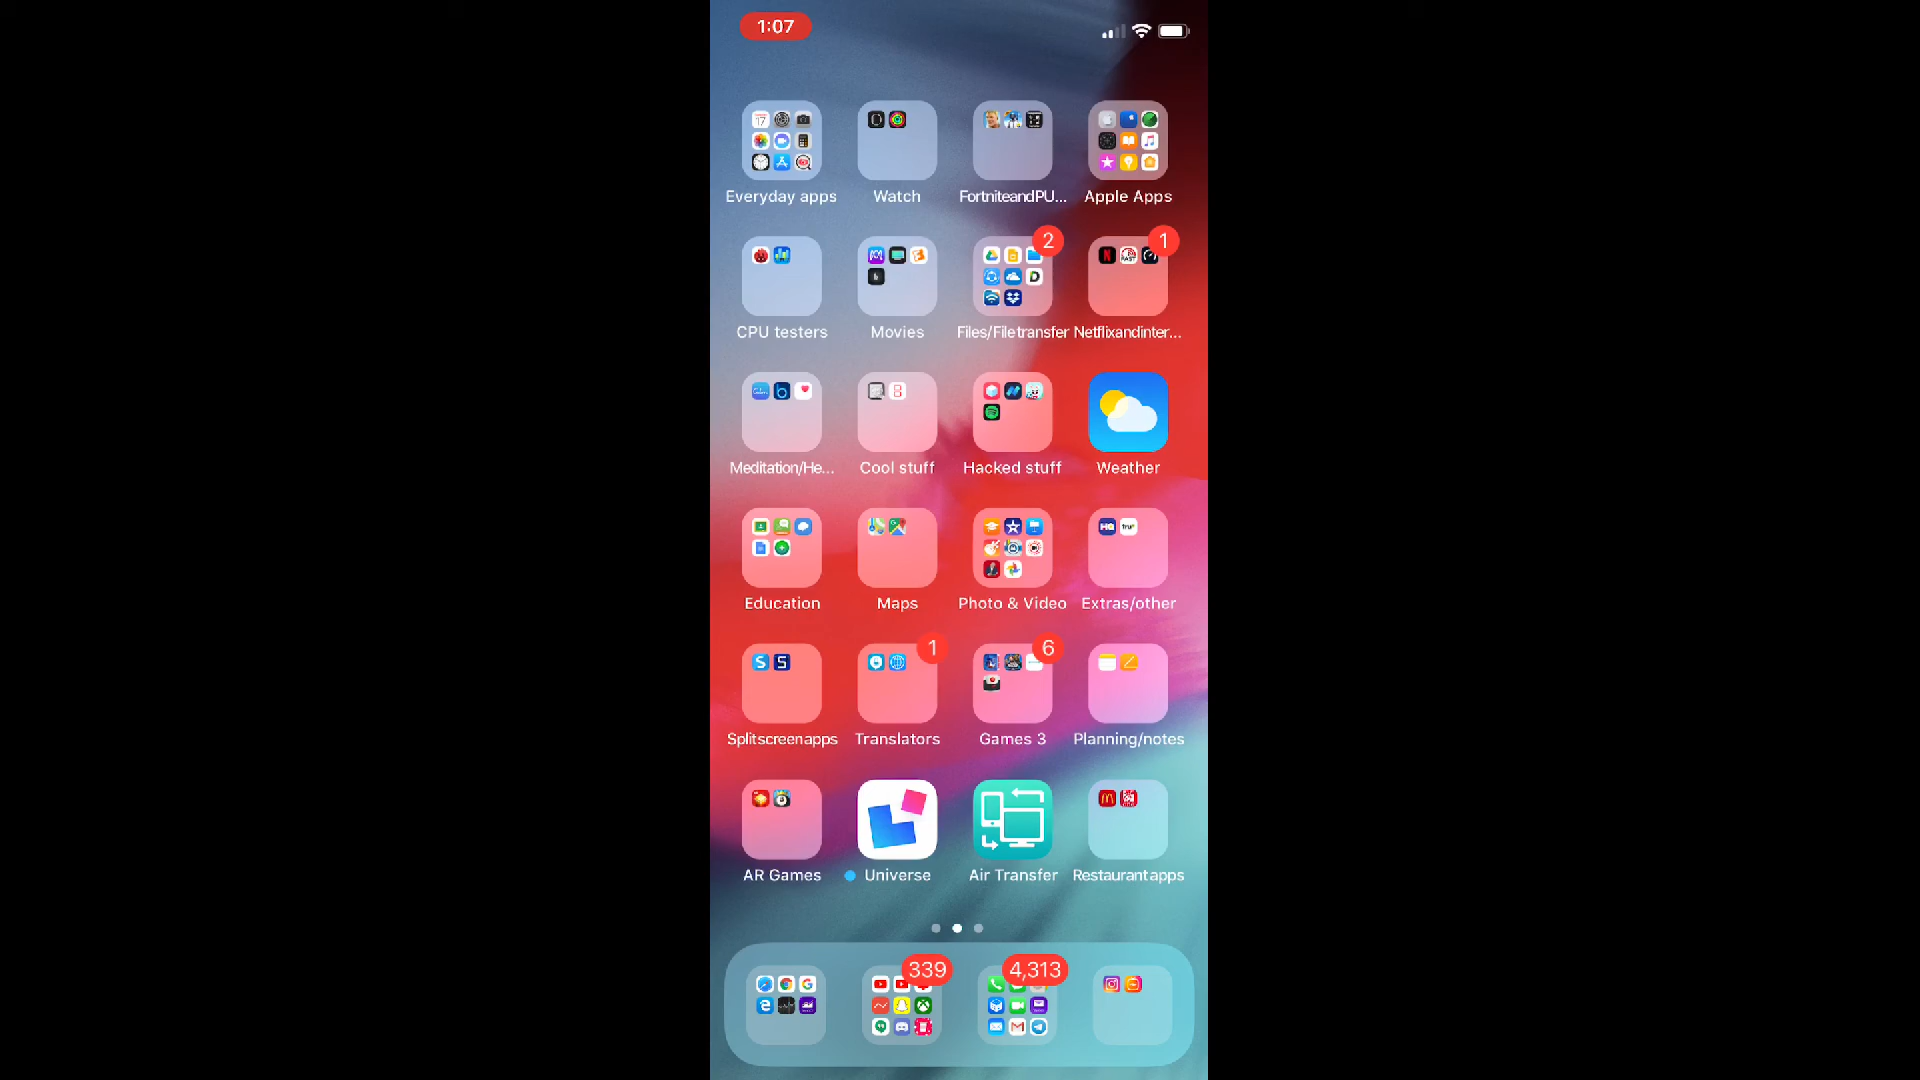 1:07
Everyday apps
Watch
FortniteandPU...
Apple Apps
2
1
CPU testers
Movies
Files/Filetransfer
Netflixandinter...
Meditation/He...
Cool stuff
Hacked stuff
Weather
Education
Maps
Photo & Video
Extras/other
1
6
Splitscreenapps
Translators
Games 3
Planning/notes
AR Games
Universe
Air Transfer
Restaurantapps
339
4,313